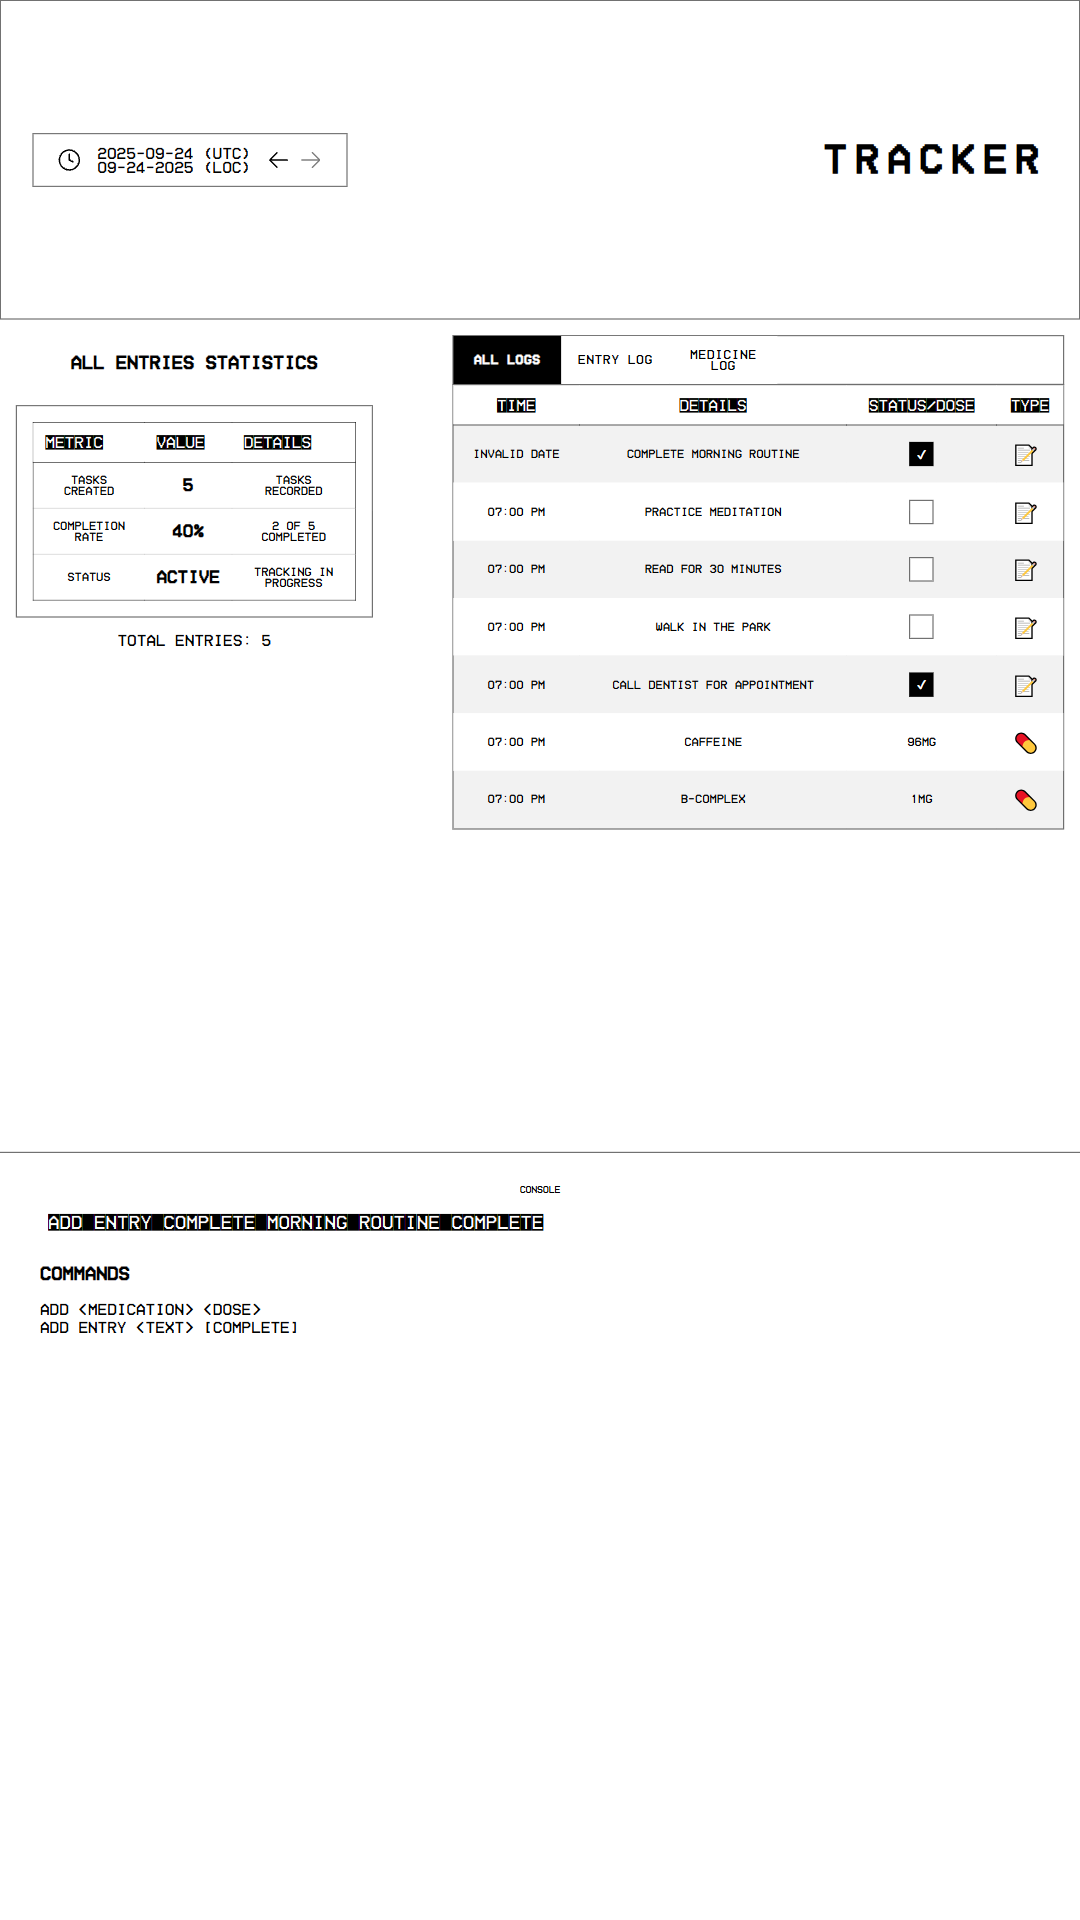 2025-09-24 (UTC)
09-24-2025 (LOC)
TRACKER
ALL ENTRIES STATISTICS
METRIC VALUE DETAILS
TASKS CREATED 5 TASKS RECORDED
COMPLETION RATE 40% 2 OF 5 COMPLETED
STATUS ACTIVE TRACKING IN PROGRESS
TOTAL ENTRIES: 5
ALL LOGS ENTRY LOG MEDICINE LOG
TIME DETAILS STATUS/DOSE TYPE
INVALID DATE COMPLETE MORNING ROUTINE
07:00 PM PRACTICE MEDITATION
07:00 PM READ FOR 30 MINUTES
07:00 PM WALK IN THE PARK
07:00 PM CALL DENTIST FOR APPOINTMENT
07:00 PM CAFFEINE 96MG
07:00 PM B-COMPLEX 1MG
CONSOLE
ADD ENTRY COMPLETE MORNING ROUTINE COMPLETE
COMMANDS
ADD <MEDICATION> <DOSE>
ADD ENTRY <TEXT> [COMPLETE]